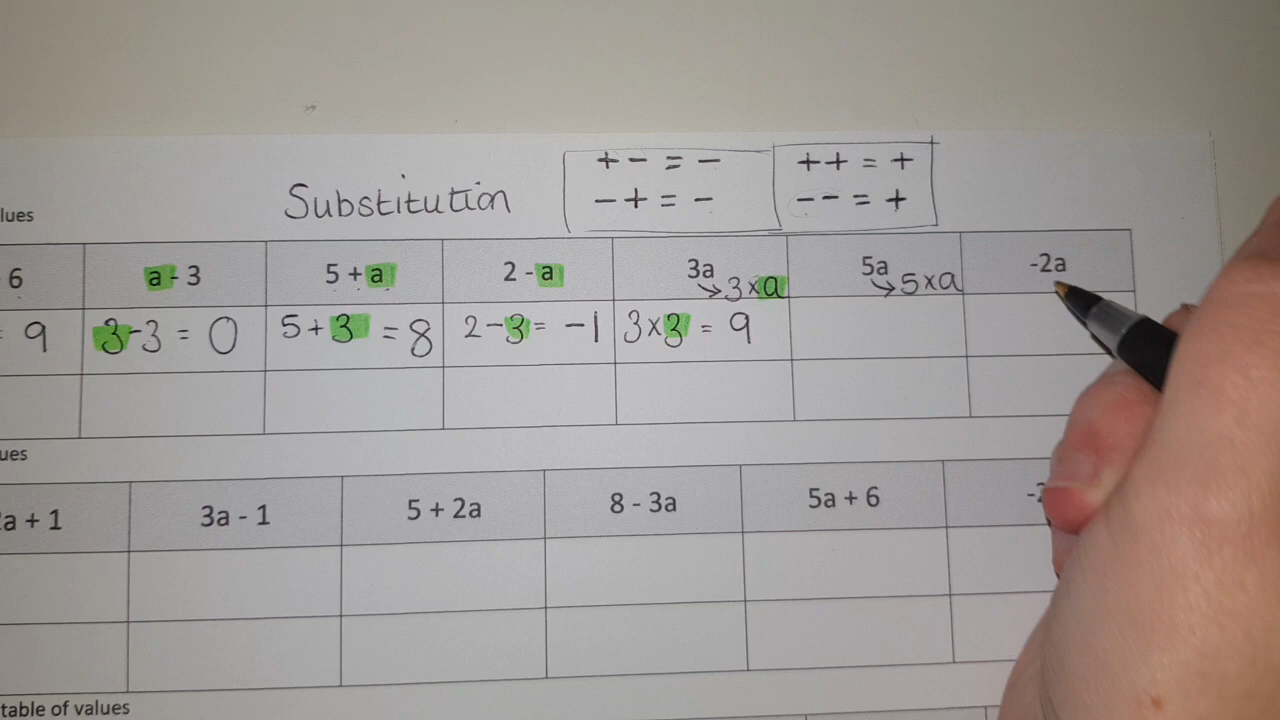 + - = -
+ + = +
Substitution
- + = -
- - = +
lues
6
a - 3
5 + a
2 - a
3a
→ 3 × a
5a
→ 5 × a
-2a
= 9
3 - 3 = 0
5 + 3 = 8
2 - 3 = -1
3 × 3 = 9
ues
a + 1
3a - 1
5 + 2a
8 - 3a
5a + 6
table of values